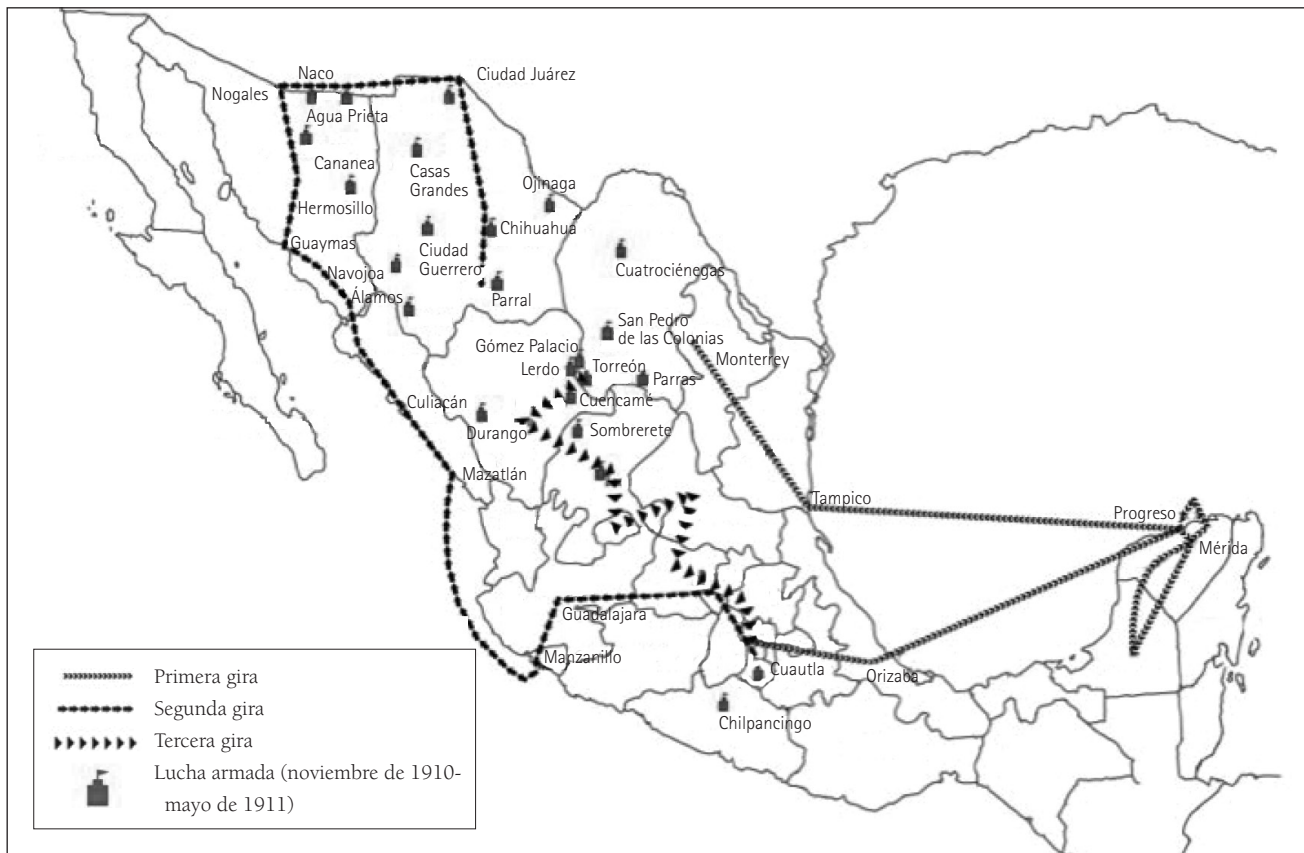 Naco
Ciudad Juárez
Nogales
Agua Prieta
Cananea
Casas
Grandes
Ojinaga
Hermosillo
Chihuahua
Guaymas
Ciudad
Guerrero
Cuatrociénegas
Navojoa
Álamos
Parral
San Pedro
de las Colonias
Gómez Palacio
Monterrey
Lerdo
Torreón
Parras
Culiacán
Cuencamé
Durango
Sombrerete
Mazatlán
Tampico
Progreso
Mérida
Guadalajara
Manzanillo
Cuautla
Orizaba
Chilpancingo
Primera gira
Segunda gira
Tercera gira
Lucha armada (noviembre de 1910-
mayo de 1911)